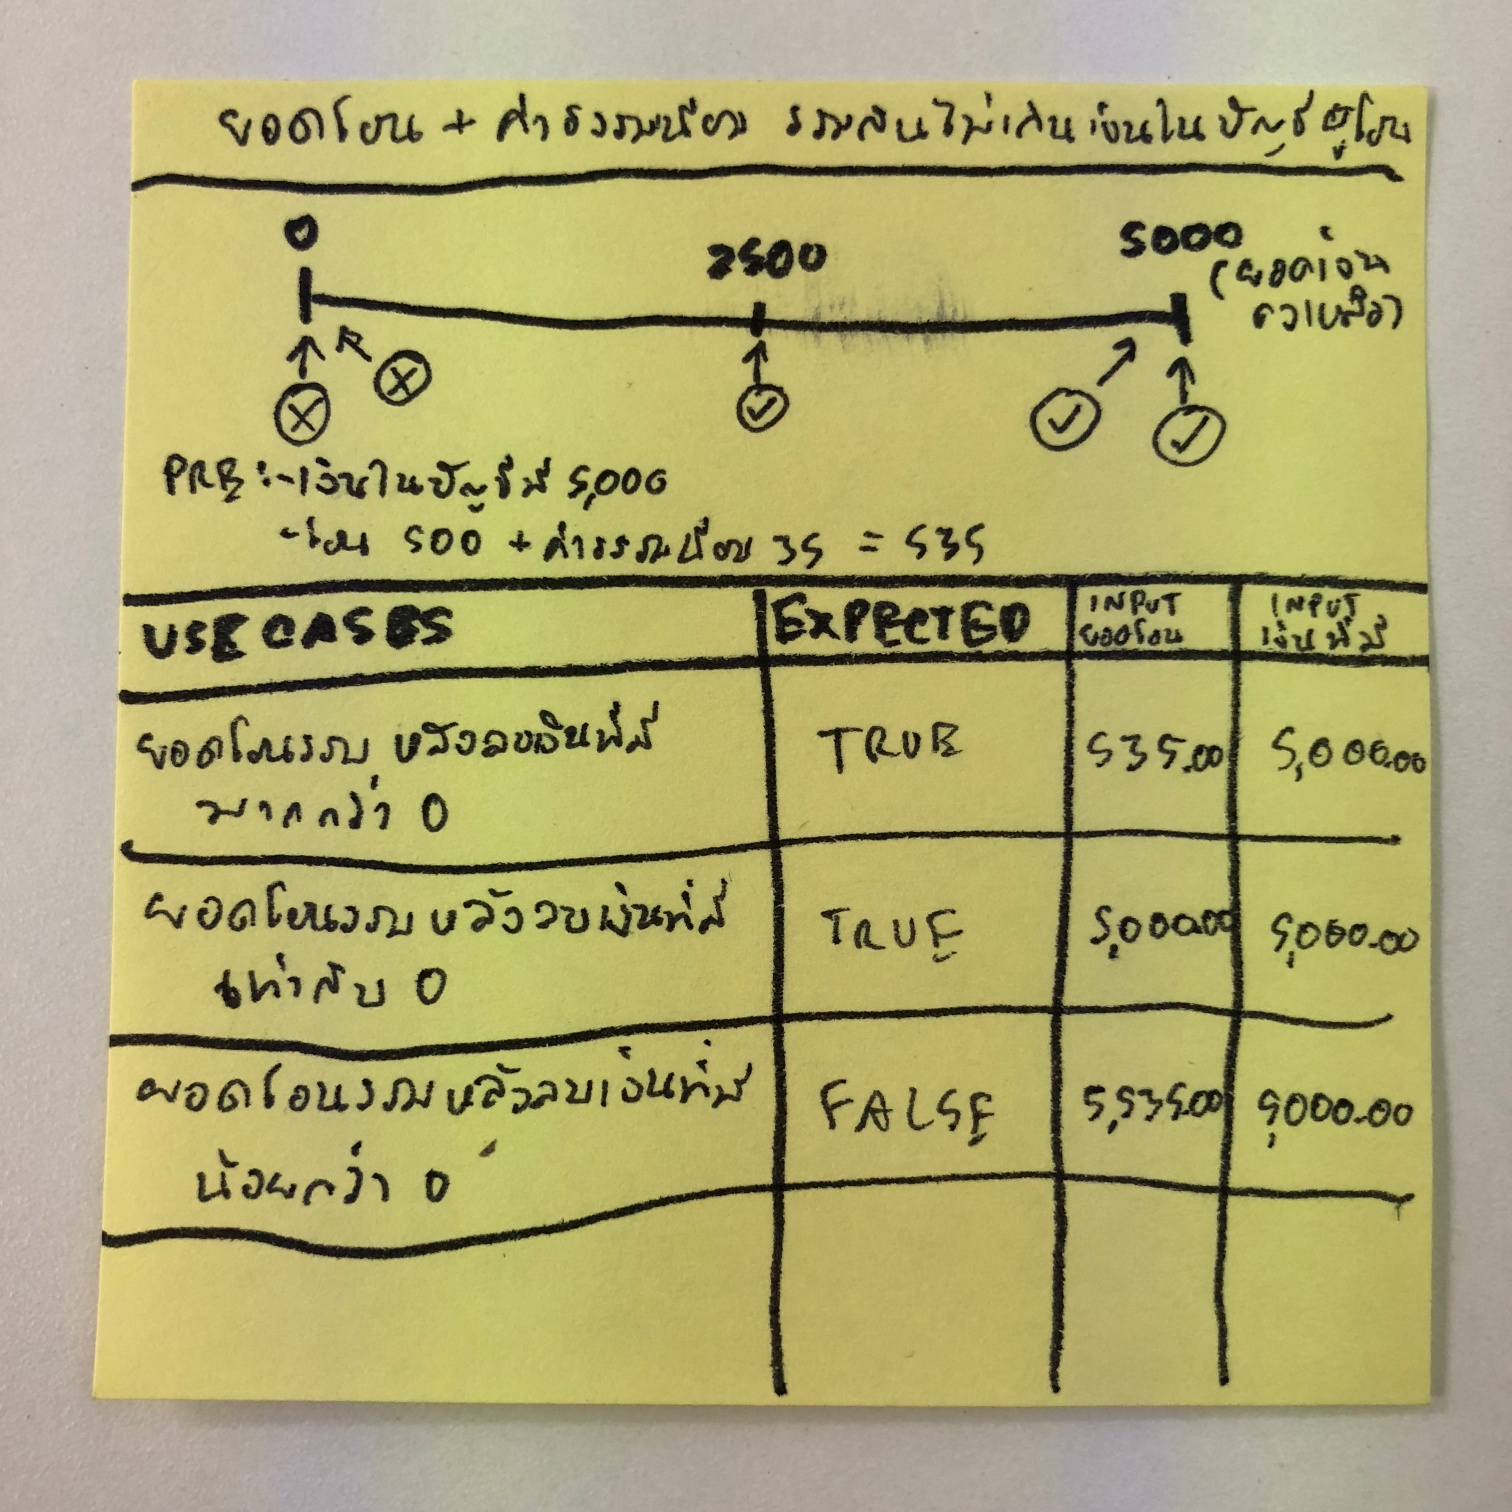 ยอดโอน + ค่าธรรมเนียม รวมกันไม่เกินเงินในบัญชีผู้โอน
0
2500
5000
(ยอดเงิน
คงเหลือ)
PRE :-เงินในบัญชีมี 5,000
-โอน 500 + ค่าธรรมเนียม 35 = 535
USE CASES EXPECTED INPUT ยอดโอน INPUT เงินที่มี
ยอดโอนรวม หลังลบเงินที่มี TRUE 535.00 5,000.00
มากกว่า 0
ยอดโอนรวมหลังลบเงินที่มี TRUE 5,000.00 5,000.00
เท่ากับ 0
ยอดโอนรวมหลังลบเงินที่มี FALSE 5,535.00 5,000.00
น้อยกว่า 0